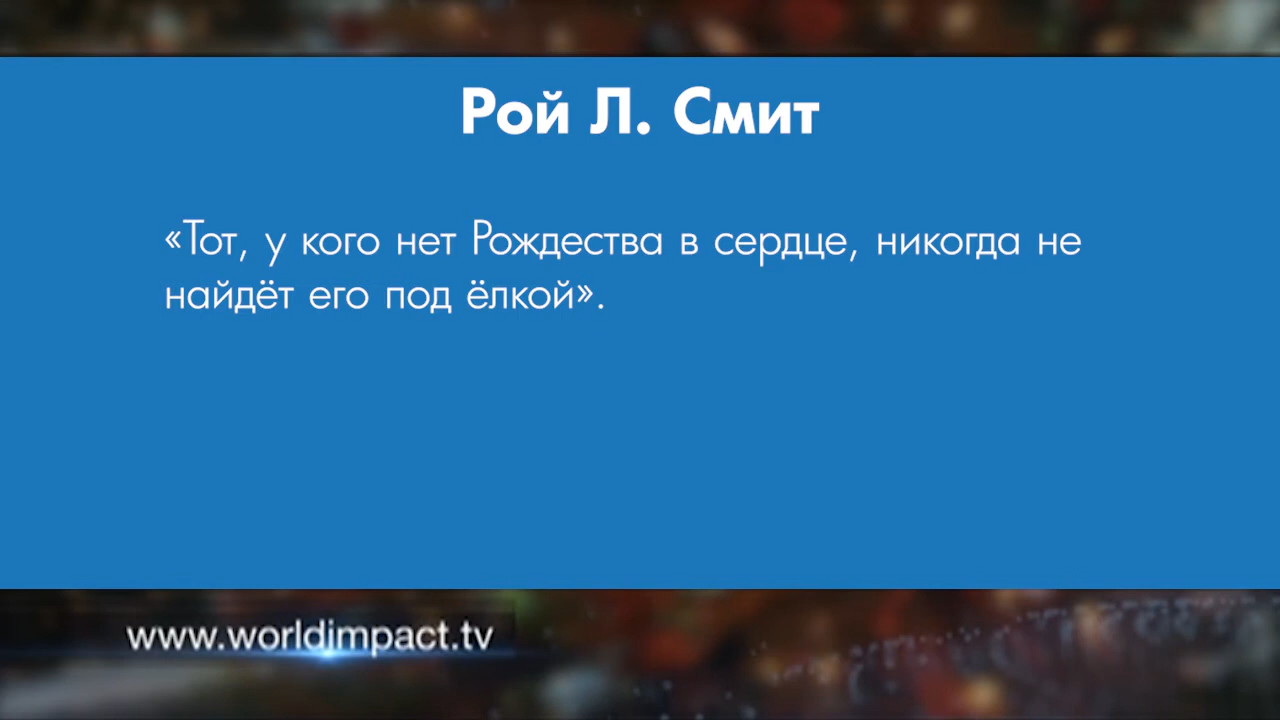 Рой Л. Смит
«Тот, у кого нет Рождества в сердце, никогда не
найдёт его под ёлкой».
www.worldimpact.tv